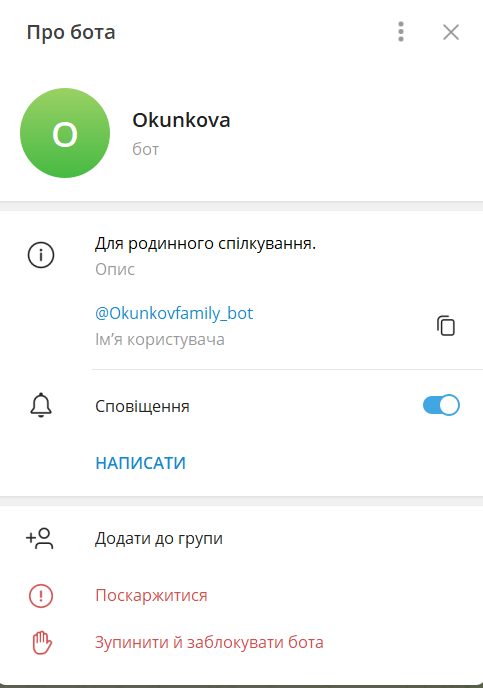 Про бота
O
Okunkova
бот
Для родинного спілкування.
Опис
@Okunkovfamily_bot
Ім’я користувача
Сповіщення
НАПИСАТИ
Додати до групи
Поскаржитися
Зупинити й заблокувати бота